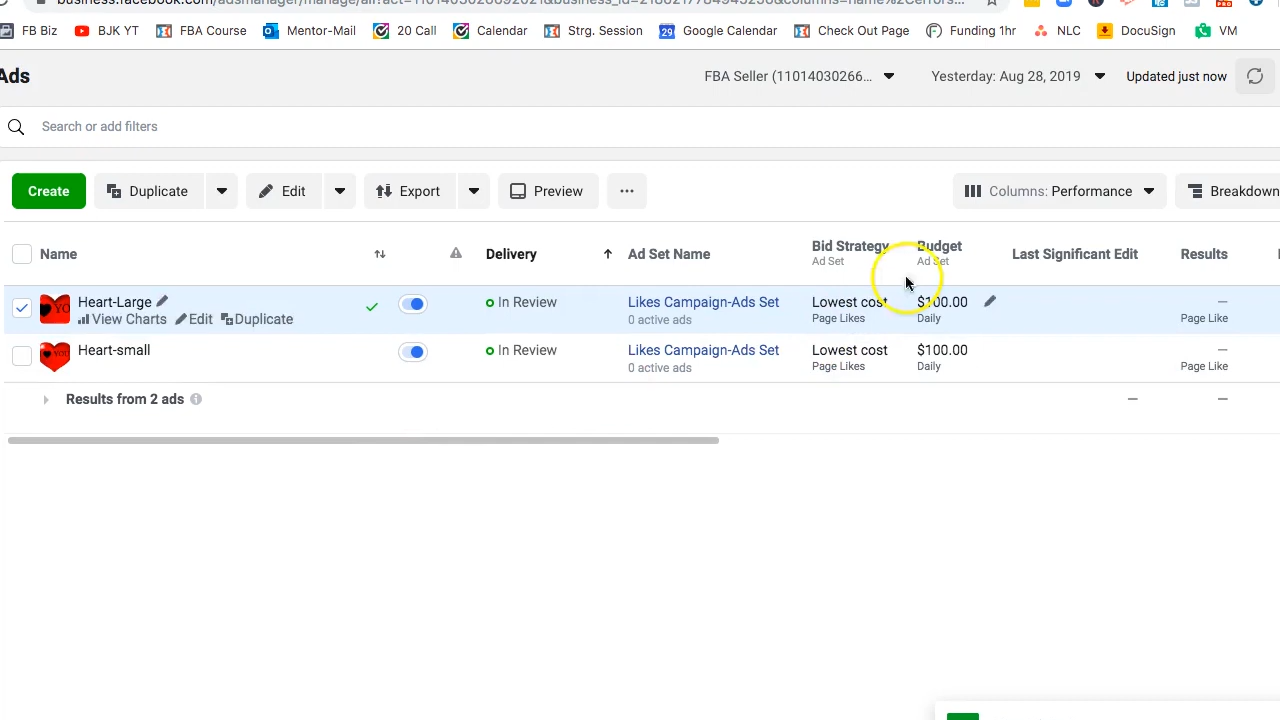 FB Biz BJK YT FBA Course Mentor-Mail 20 Call Calendar Strg. Session Google Calendar Check Out Page Funding 1hr NLC DocuSign VM
Ads FBA Seller (11014030266... Yesterday: Aug 28, 2019 Updated just now
Search or add filters
Create Duplicate Edit Export Preview ... Columns: Performance Breakdown
Name Delivery Ad Set Name Bid Strategy Budget Last Significant Edit Results
Ad Set Ad Set
Heart-Large In Review Likes Campaign-Ads Set Lowest cost $100.00 —
View Charts Edit Duplicate 0 active ads Page Likes Daily Page Like
Heart-small In Review Likes Campaign-Ads Set Lowest cost $100.00 —
0 active ads Page Likes Daily Page Like
Results from 2 ads — —